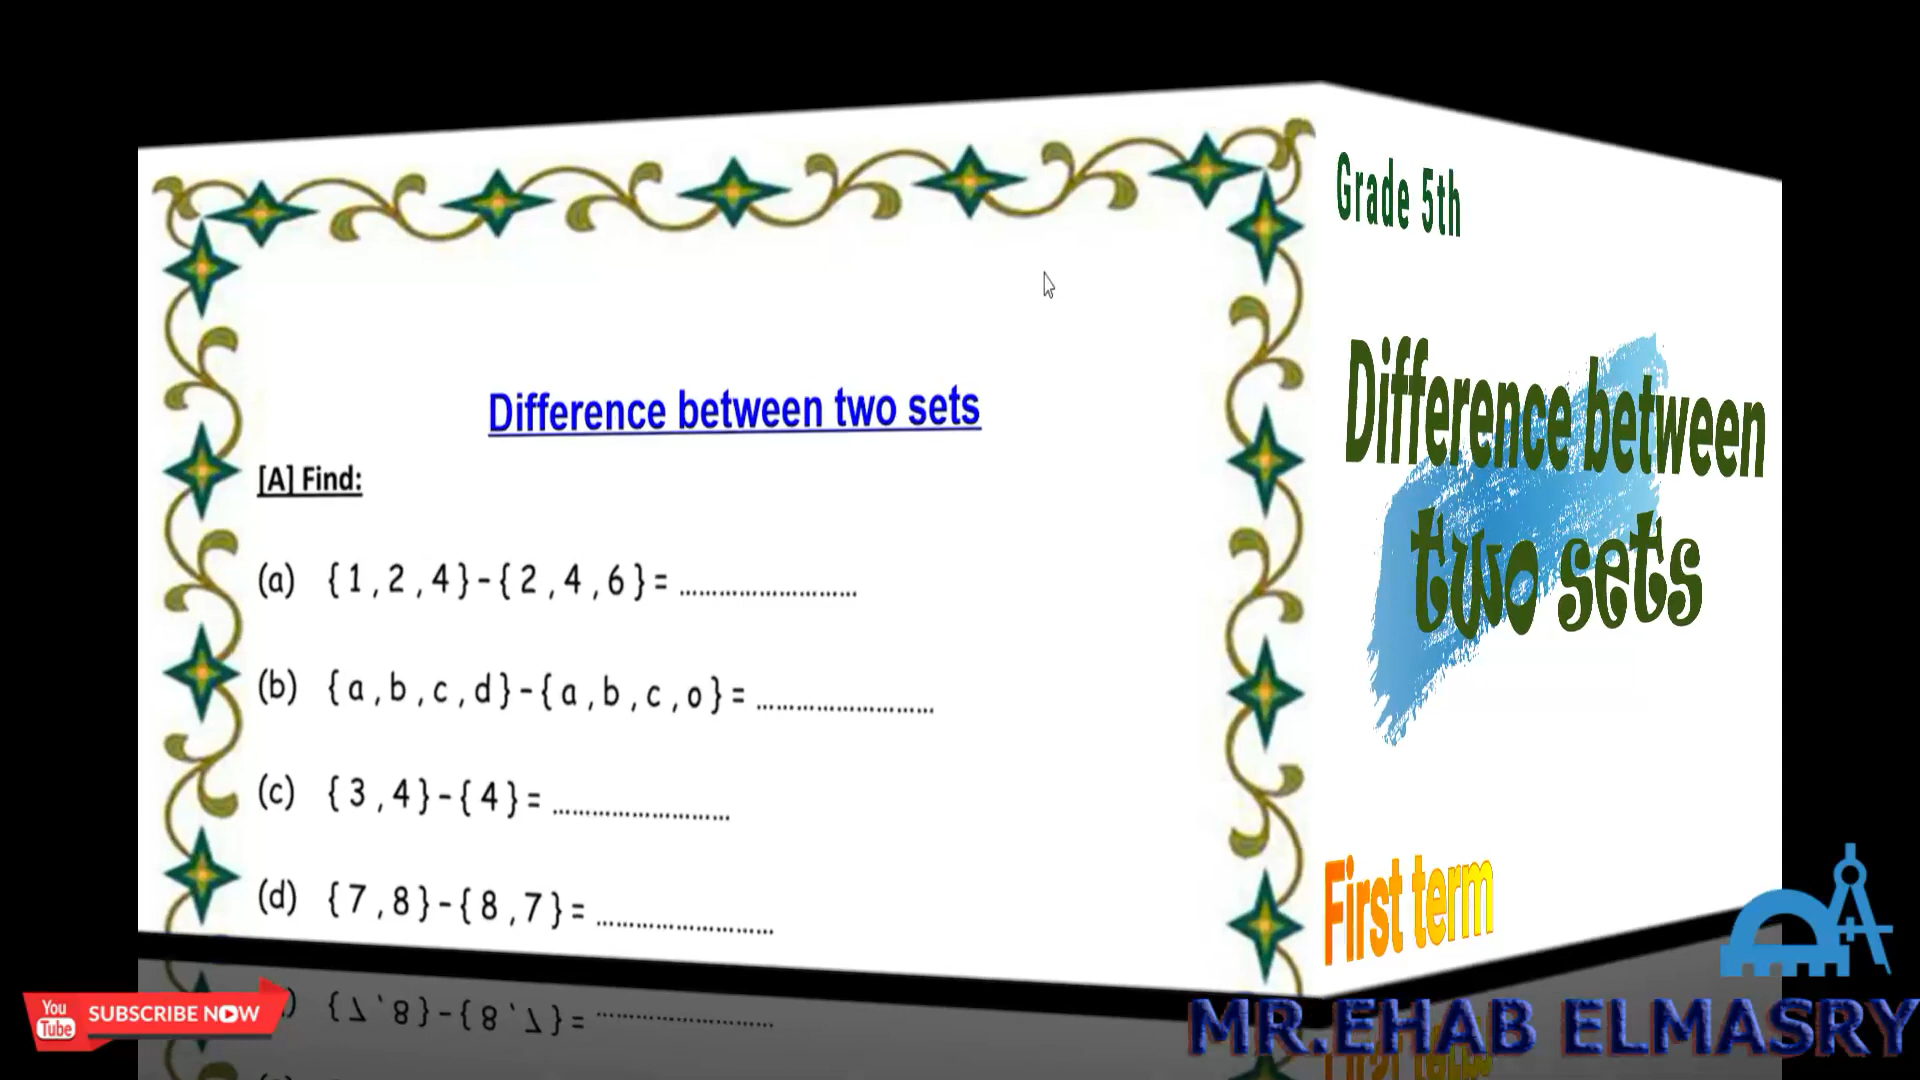 Difference between two sets
[A] Find:
(a) { 1 , 2 , 4 } - { 2 , 4 , 6 } = ...........................
(b) { a , b , c , d } - { a , b , c , o } = ...........................
(c) { 3 , 4 } - { 4 } = ...........................
(d) { 7 , 8 } - { 8 , 7 } = ...........................
Grade 5th
Difference between
two sets
First term
You
Tube
SUBSCRIBE NOW
MR.EHAB ELMASRY